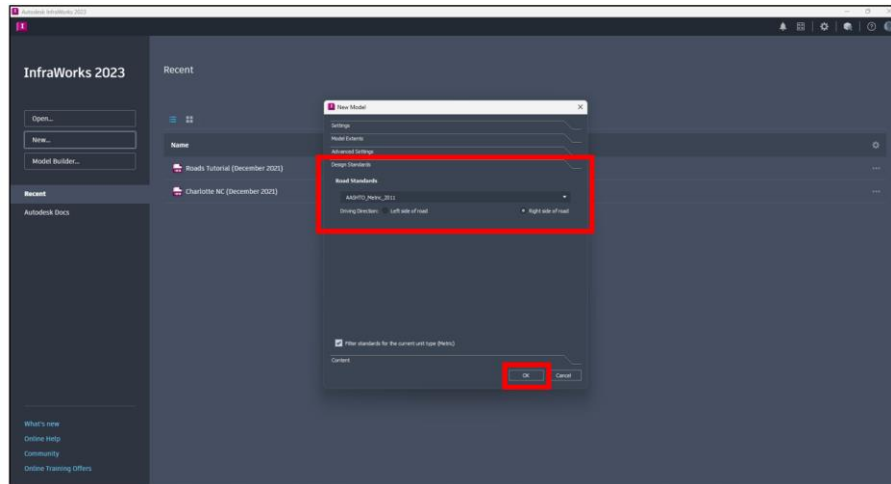 Autodesk InfraWorks 2023
InfraWorks 2023
Open...
New...
Model Builder...
Recent
Autodesk Docs
What's new
Online Help
Community
Online Training Offers
Recent
Name
Roads Tutorial (December 2021)
Charlotte NC (December 2021)
New Model
Settings
Model Extents
Advanced Settings
Design Standards
Road Standards
AASHTO_Metric_2011
Driving Direction: Left side of road Right side of road
Filter standards for the current unit type (Metric)
Content
OK Cancel